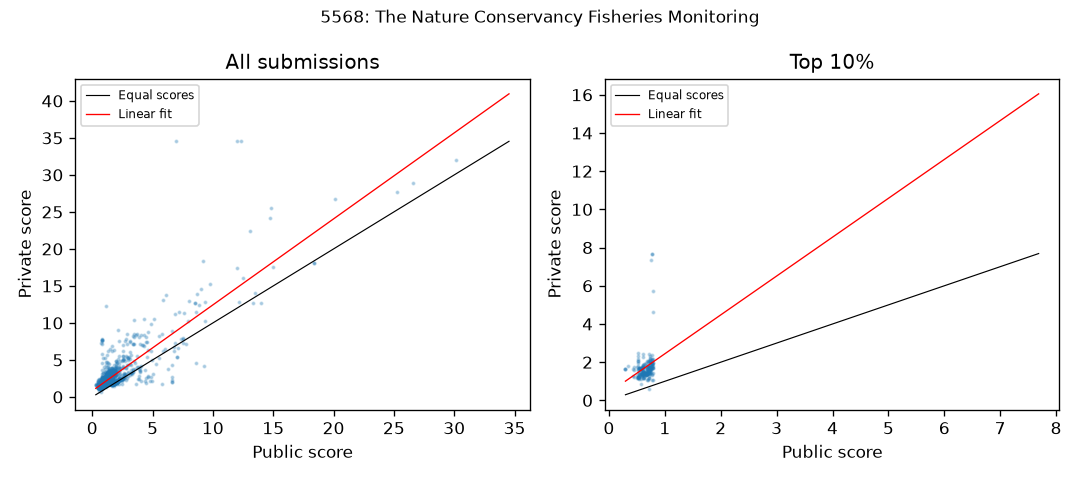 5568: The Nature Conservancy Fisheries Monitoring
All submissions
Equal scores
Linear fit
Private score
40
35
30
25
20
15
10
5
0
0 5 10 15 20 25 30 35
Public score
Top 10%
Equal scores
Linear fit
Private score
16
14
12
10
8
6
4
2
0
0 1 2 3 4 5 6 7 8
Public score